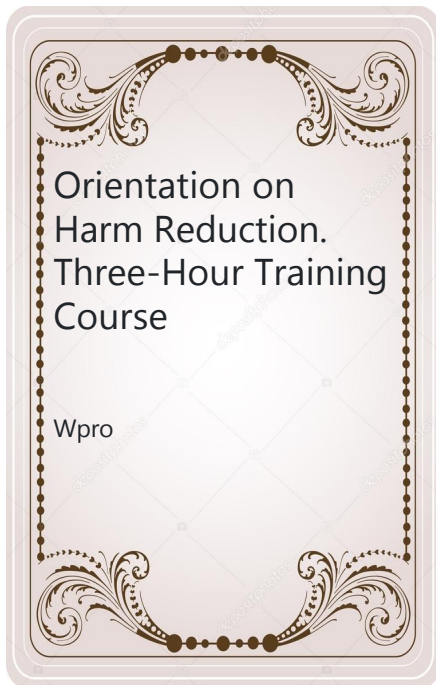 Orientation on
Harm Reduction.
Three-Hour Training
Course
Wpro